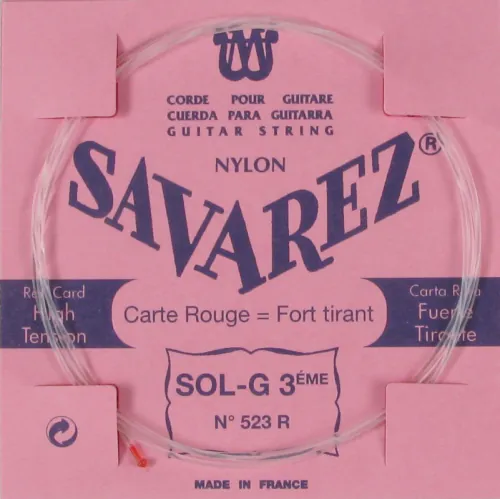 CORDE POUR GUITARE
CUERDA PARA GUITARRA
GUITAR STRING
NYLON
SAVAREZ®
Red Card
High
Tension
Carte Rouge = Fort tirant
Carta Roja
Fuerte
Tirante
SOL-G 3ÉME
N° 523 R
MADE IN FRANCE